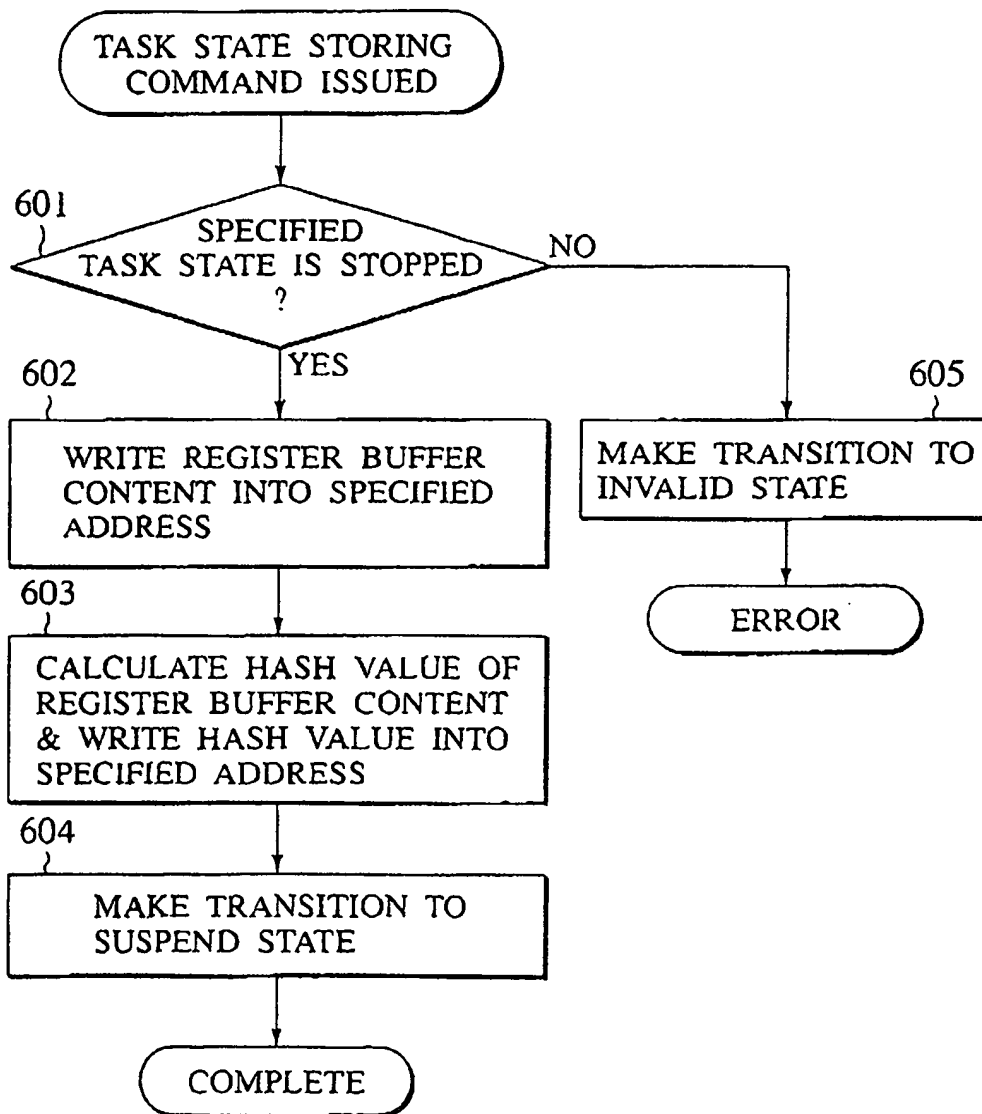 TASK STATE STORING
COMMAND ISSUED
601
SPECIFIED
TASK STATE IS STOPPED
?
NO
YES
602
WRITE REGISTER BUFFER
CONTENT INTO SPECIFIED
ADDRESS
605
MAKE TRANSITION TO
INVALID STATE
ERROR
603
CALCULATE HASH VALUE OF
REGISTER BUFFER CONTENT
& WRITE HASH VALUE INTO
SPECIFIED ADDRESS
604
MAKE TRANSITION TO
SUSPEND STATE
COMPLETE